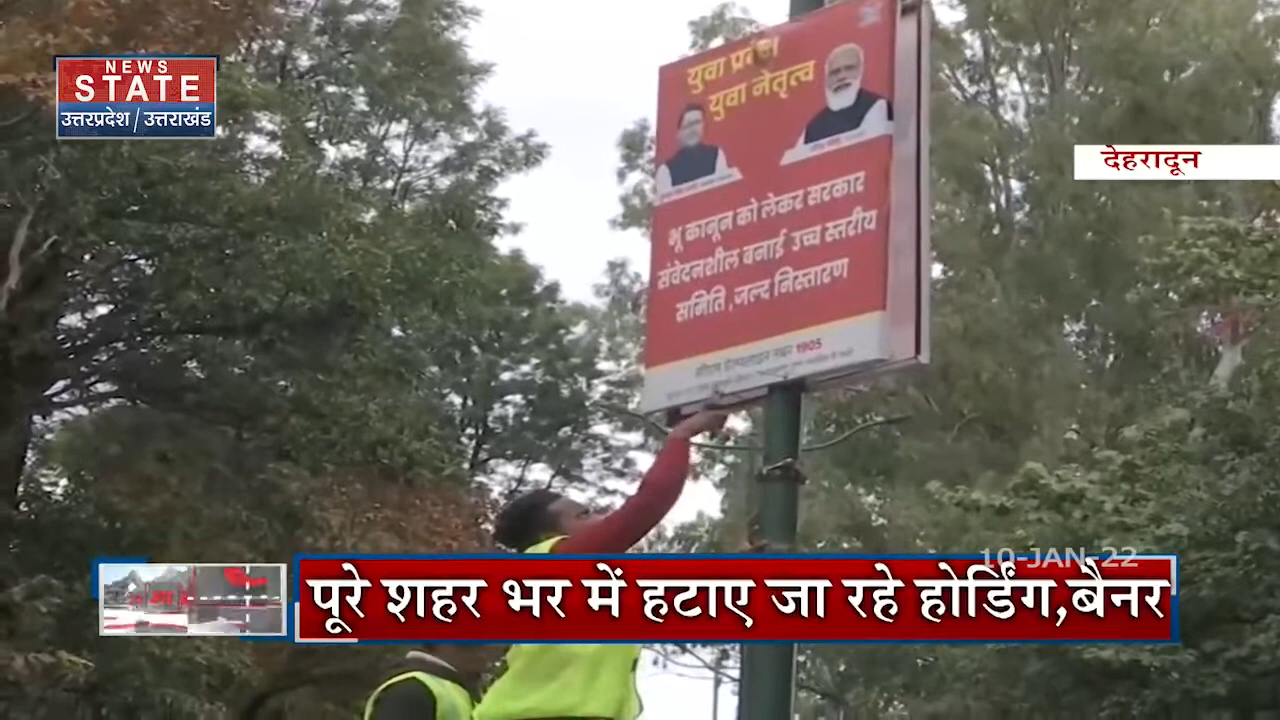 NEWS
STATE
उत्तरप्रदेश / उत्तराखंड
देहरादून
युवा प्रदेश
युवा नेतृत्व
भू कानून को लेकर सरकार
संवेदनशील बनाई उच्च स्तरीय
समिति, जल्द निस्तारण
1905
10-JAN-22
पूरे शहर भर में हटाए जा रहे होर्डिंग,बैनर